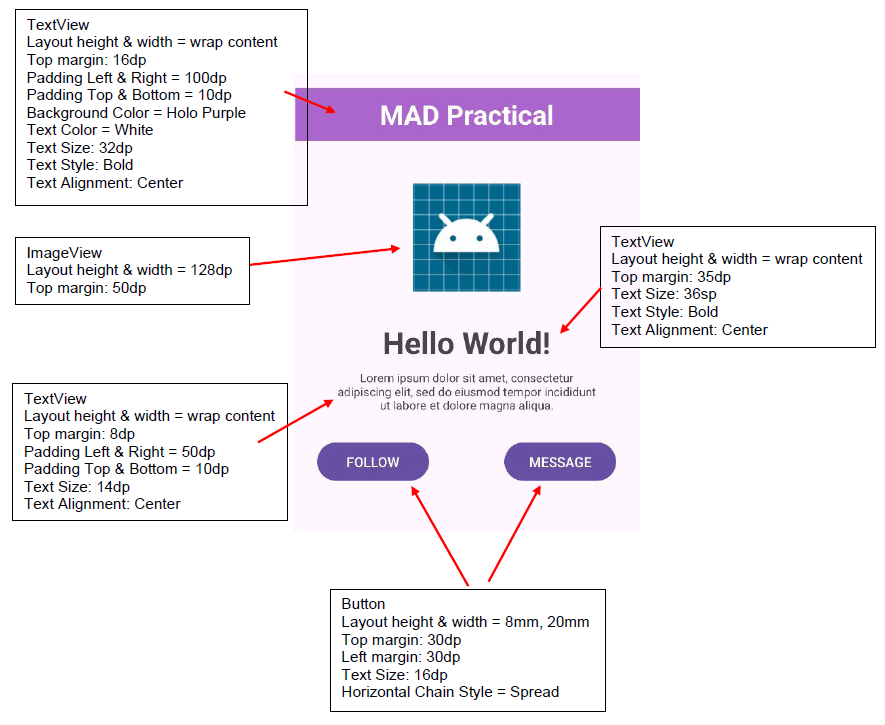 TextView
Layout height & width = wrap content
Top margin: 16dp
Padding Left & Right = 100dp
Padding Top & Bottom = 10dp
Background Color = Holo Purple
Text Color = White
Text Size: 32dp
Text Style: Bold
Text Alignment: Center
MAD Practical
ImageView
Layout height & width = 128dp
Top margin: 50dp
TextView
Layout height & width = wrap content
Top margin: 35dp
Text Size: 36sp
Text Style: Bold
Text Alignment: Center
Hello World!
Lorem ipsum dolor sit amet, consectetur
adipiscing elit, sed do eiusmod tempor incididunt
ut labore et dolore magna aliqua.
TextView
Layout height & width = wrap content
Top margin: 8dp
Padding Left & Right = 50dp
Padding Top & Bottom = 10dp
Text Size: 14dp
Text Alignment: Center
FOLLOW
MESSAGE
Button
Layout height & width = 8mm, 20mm
Top margin: 30dp
Left margin: 30dp
Text Size: 16dp
Horizontal Chain Style = Spread